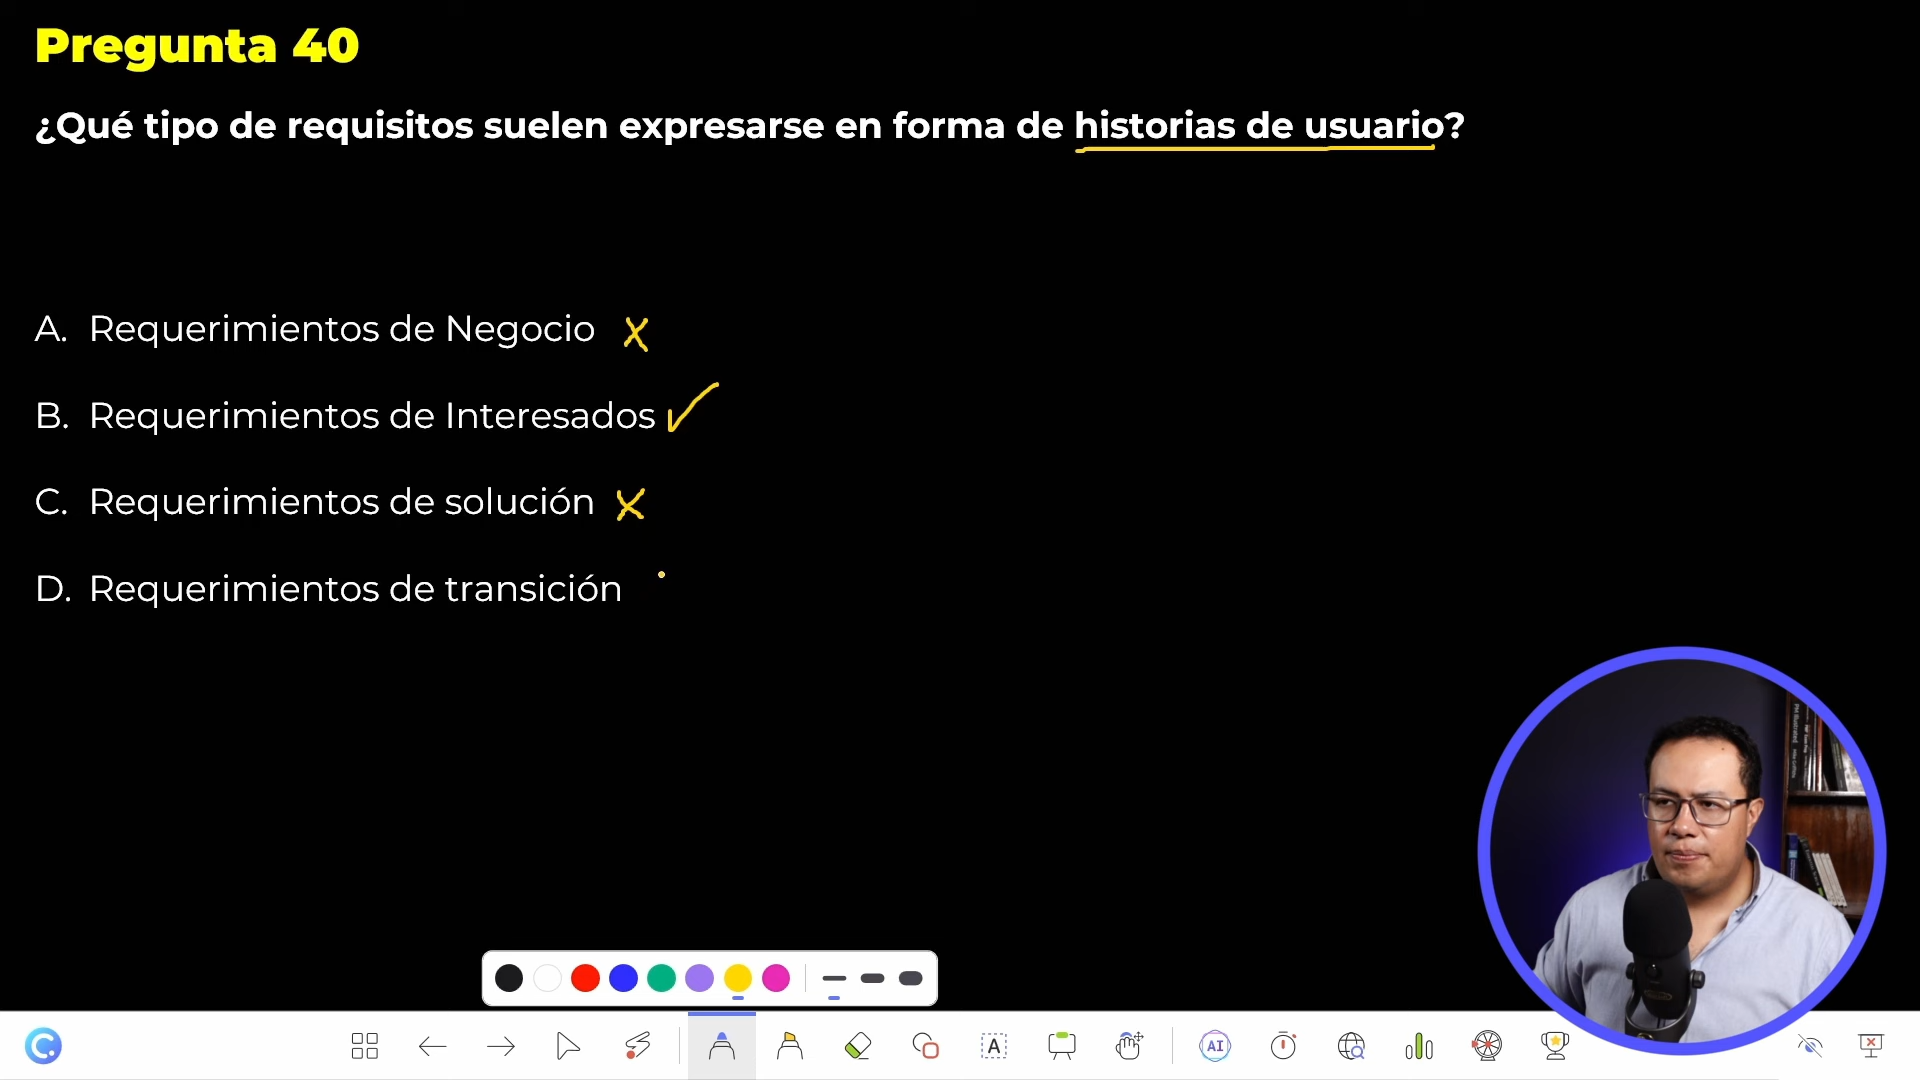 Pregunta 40
¿Qué tipo de requisitos suelen expresarse en forma de historias de usuario?
A. Requerimientos de Negocio
B. Requerimientos de Interesados
C. Requerimientos de solución
D. Requerimientos de transición
A
AI